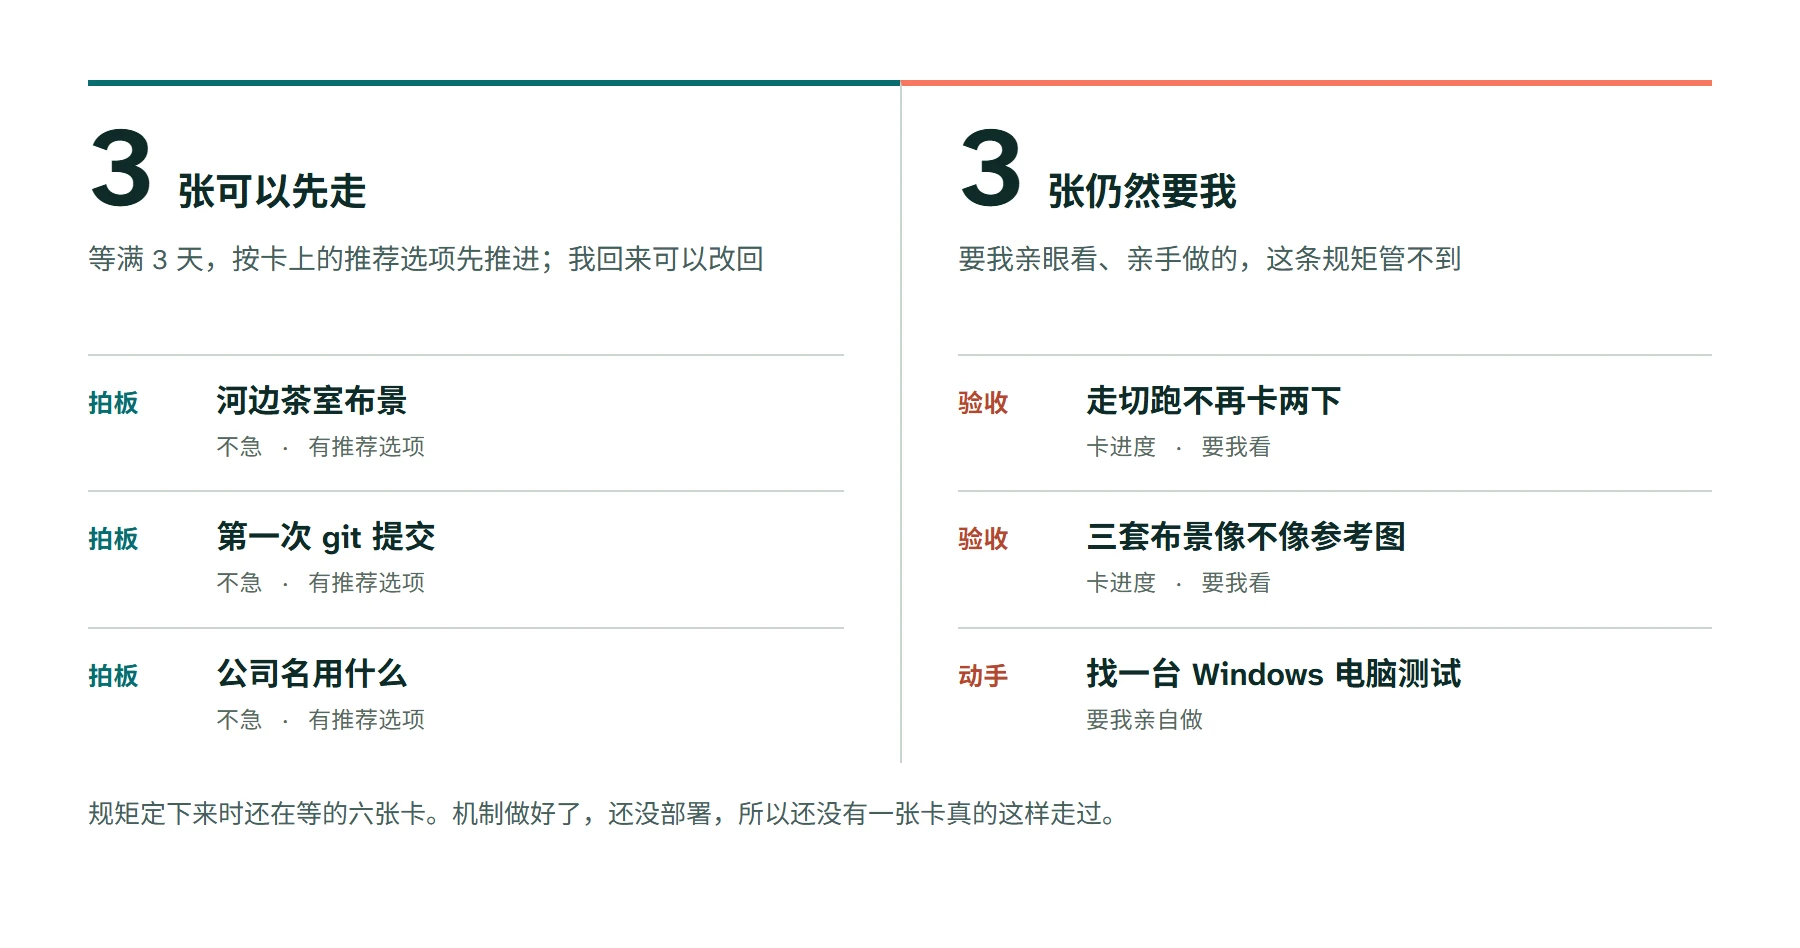 3 张可以先走
等满 3 天，按卡上的推荐选项先推进；我回来可以改回
拍板 河边茶室布景
不急 · 有推荐选项
拍板 第一次 git 提交
不急 · 有推荐选项
拍板 公司名用什么
不急 · 有推荐选项
3 张仍然要我
要我亲眼看、亲手做的，这条规矩管不到
验收 走切跑不再卡两下
卡进度 · 要我看
验收 三套布景像不像参考图
卡进度 · 要我看
动手 找一台 Windows 电脑测试
要我亲自做
规矩定下来时还在等的六张卡。机制做好了，还没部署，所以还没有一张卡真的这样走过。